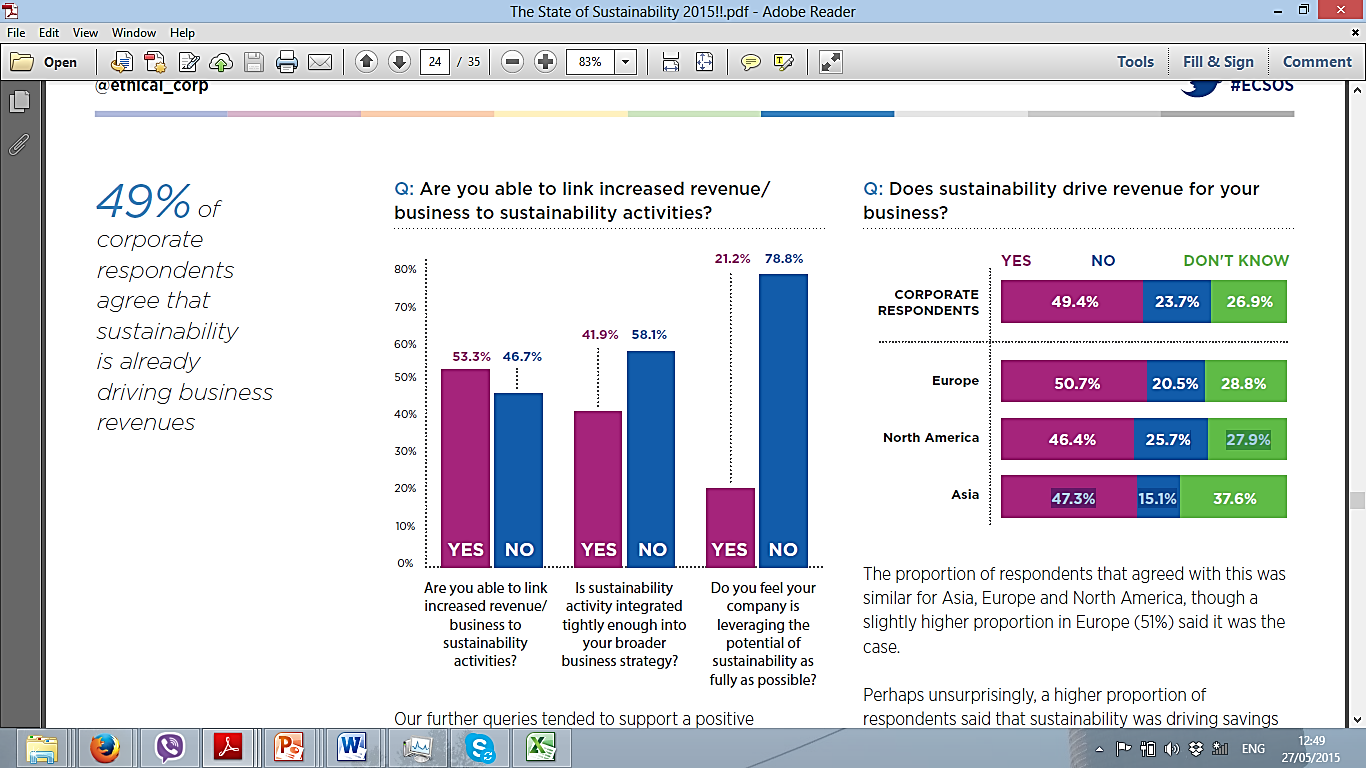 The State of Sustainability 2015!!.pdf - Adobe Reader
File Edit View Window Help
Open 24 / 35 83% Tools Fill & Sign Comment
@ethical_corp #ECSOS
49% of
corporate
respondents
agree that
sustainability
is already
driving business
revenues
Q: Are you able to link increased revenue/
business to sustainability activities?
80%
70%
60%
50%
40%
30%
20%
10%
0%
53.3% 46.7%
41.9% 58.1%
21.2% 78.8%
YES NO YES NO YES NO
Are you able to link
increased revenue/
business to
sustainability
activities?
Is sustainability
activity integrated
tightly enough into
your broader
business strategy?
Do you feel your
company is
leveraging the
potential of
sustainability as
fully as possible?
Our further queries tended to support a positive
Q: Does sustainability drive revenue for your
business?
YES NO DON'T KNOW
CORPORATE
RESPONDENTS
49.4% 23.7% 26.9%
Europe 50.7% 20.5% 28.8%
North America 46.4% 25.7% 27.9%
Asia 47.3% 15.1% 37.6%
The proportion of respondents that agreed with this was
similar for Asia, Europe and North America, though a
slightly higher proportion in Europe (51%) said it was the
case.
Perhaps unsurprisingly, a higher proportion of
respondents said that sustainability was driving savings
ENG
12:49
27/05/2015